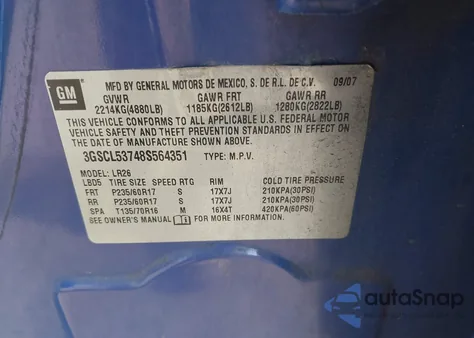 GM
MFD BY GENERAL MOTORS DE MEXICO, S. DE R.L. DE C.V. 09/07
GVWR GAWR FRT GAWR RR
2214KG(4880LB) 1185KG(2612LB) 1280KG(2822LB)
THIS VEHICLE CONFORMS TO ALL APPLICABLE U.S. FEDERAL MOTOR
VEHICLE SAFETY AND THEFT PREVENTION STANDARDS IN EFFECT ON
THE DATE OF MANUFACTURE SHOWN ABOVE.
3GSCL53748S564351 TYPE: M.P.V.
MODEL: LR26
LBD5 TIRE SIZE SPEED RTG RIM COLD TIRE PRESSURE
FRT P235/60R17 S 17X7J 210KPA(30PSI)
RR P235/60R17 S 17X7J 210KPA(30PSI)
SPA T135/70R16 M 16X4T 420KPA(60PSI)
SEE OWNER'S MANUAL FOR MORE INFORMATION.
autoSnap